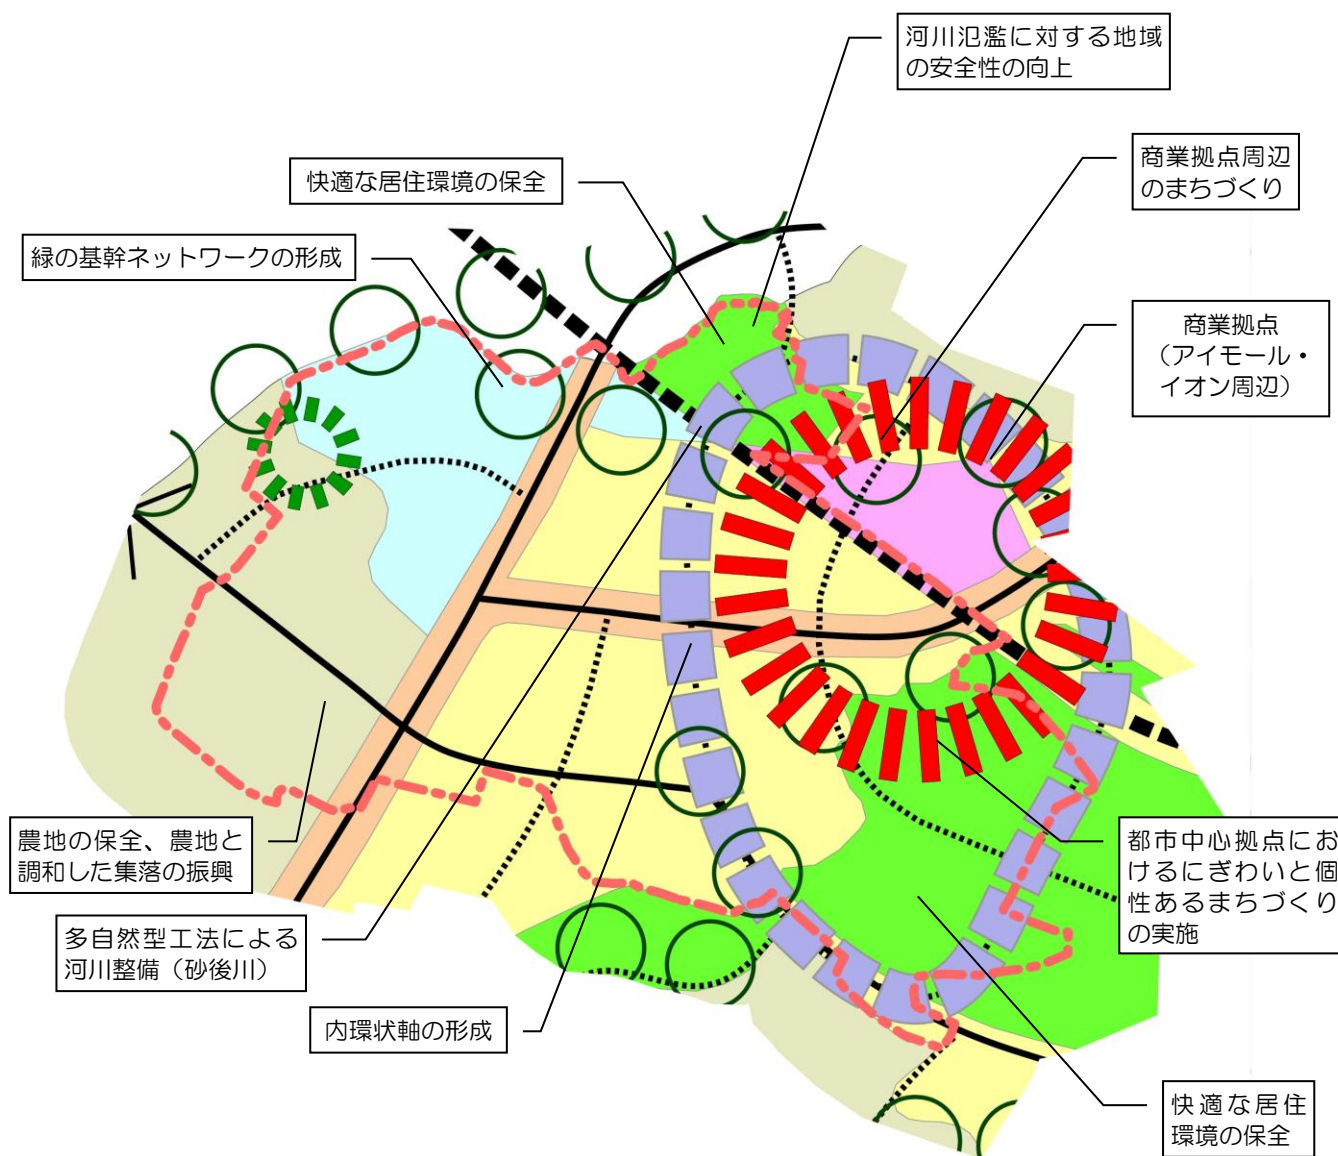 河川氾濫に対する地域
の安全性の向上
商業拠点周辺
のまちづくり
快適な居住環境の保全
緑の基幹ネットワークの形成
商業拠点
（アイモール・
イオン周辺）
農地の保全、農地と
調和した集落の振興
都市中心拠点にお
けるにぎわいと個
性あるまちづくり
の実施
多自然型工法による
河川整備（砂後川）
内環状軸の形成
快適な居住
環境の保全